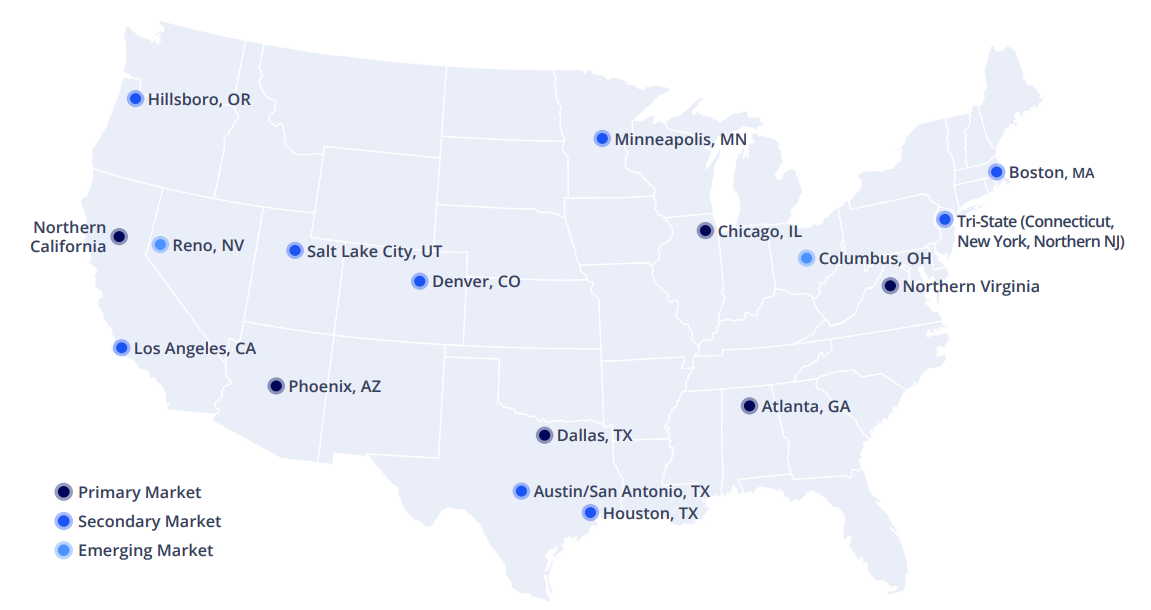 Hillsboro, OR
Minneapolis, MN
Boston, MA
Northern
California
Reno, NV
Salt Lake City, UT
Denver, CO
Chicago, IL
Columbus, OH
Tri-State (Connecticut,
New York, Northern NJ)
Northern Virginia
Los Angeles, CA
Phoenix, AZ
Atlanta, GA
Dallas, TX
Austin/San Antonio, TX
Houston, TX
Primary Market
Secondary Market
Emerging Market